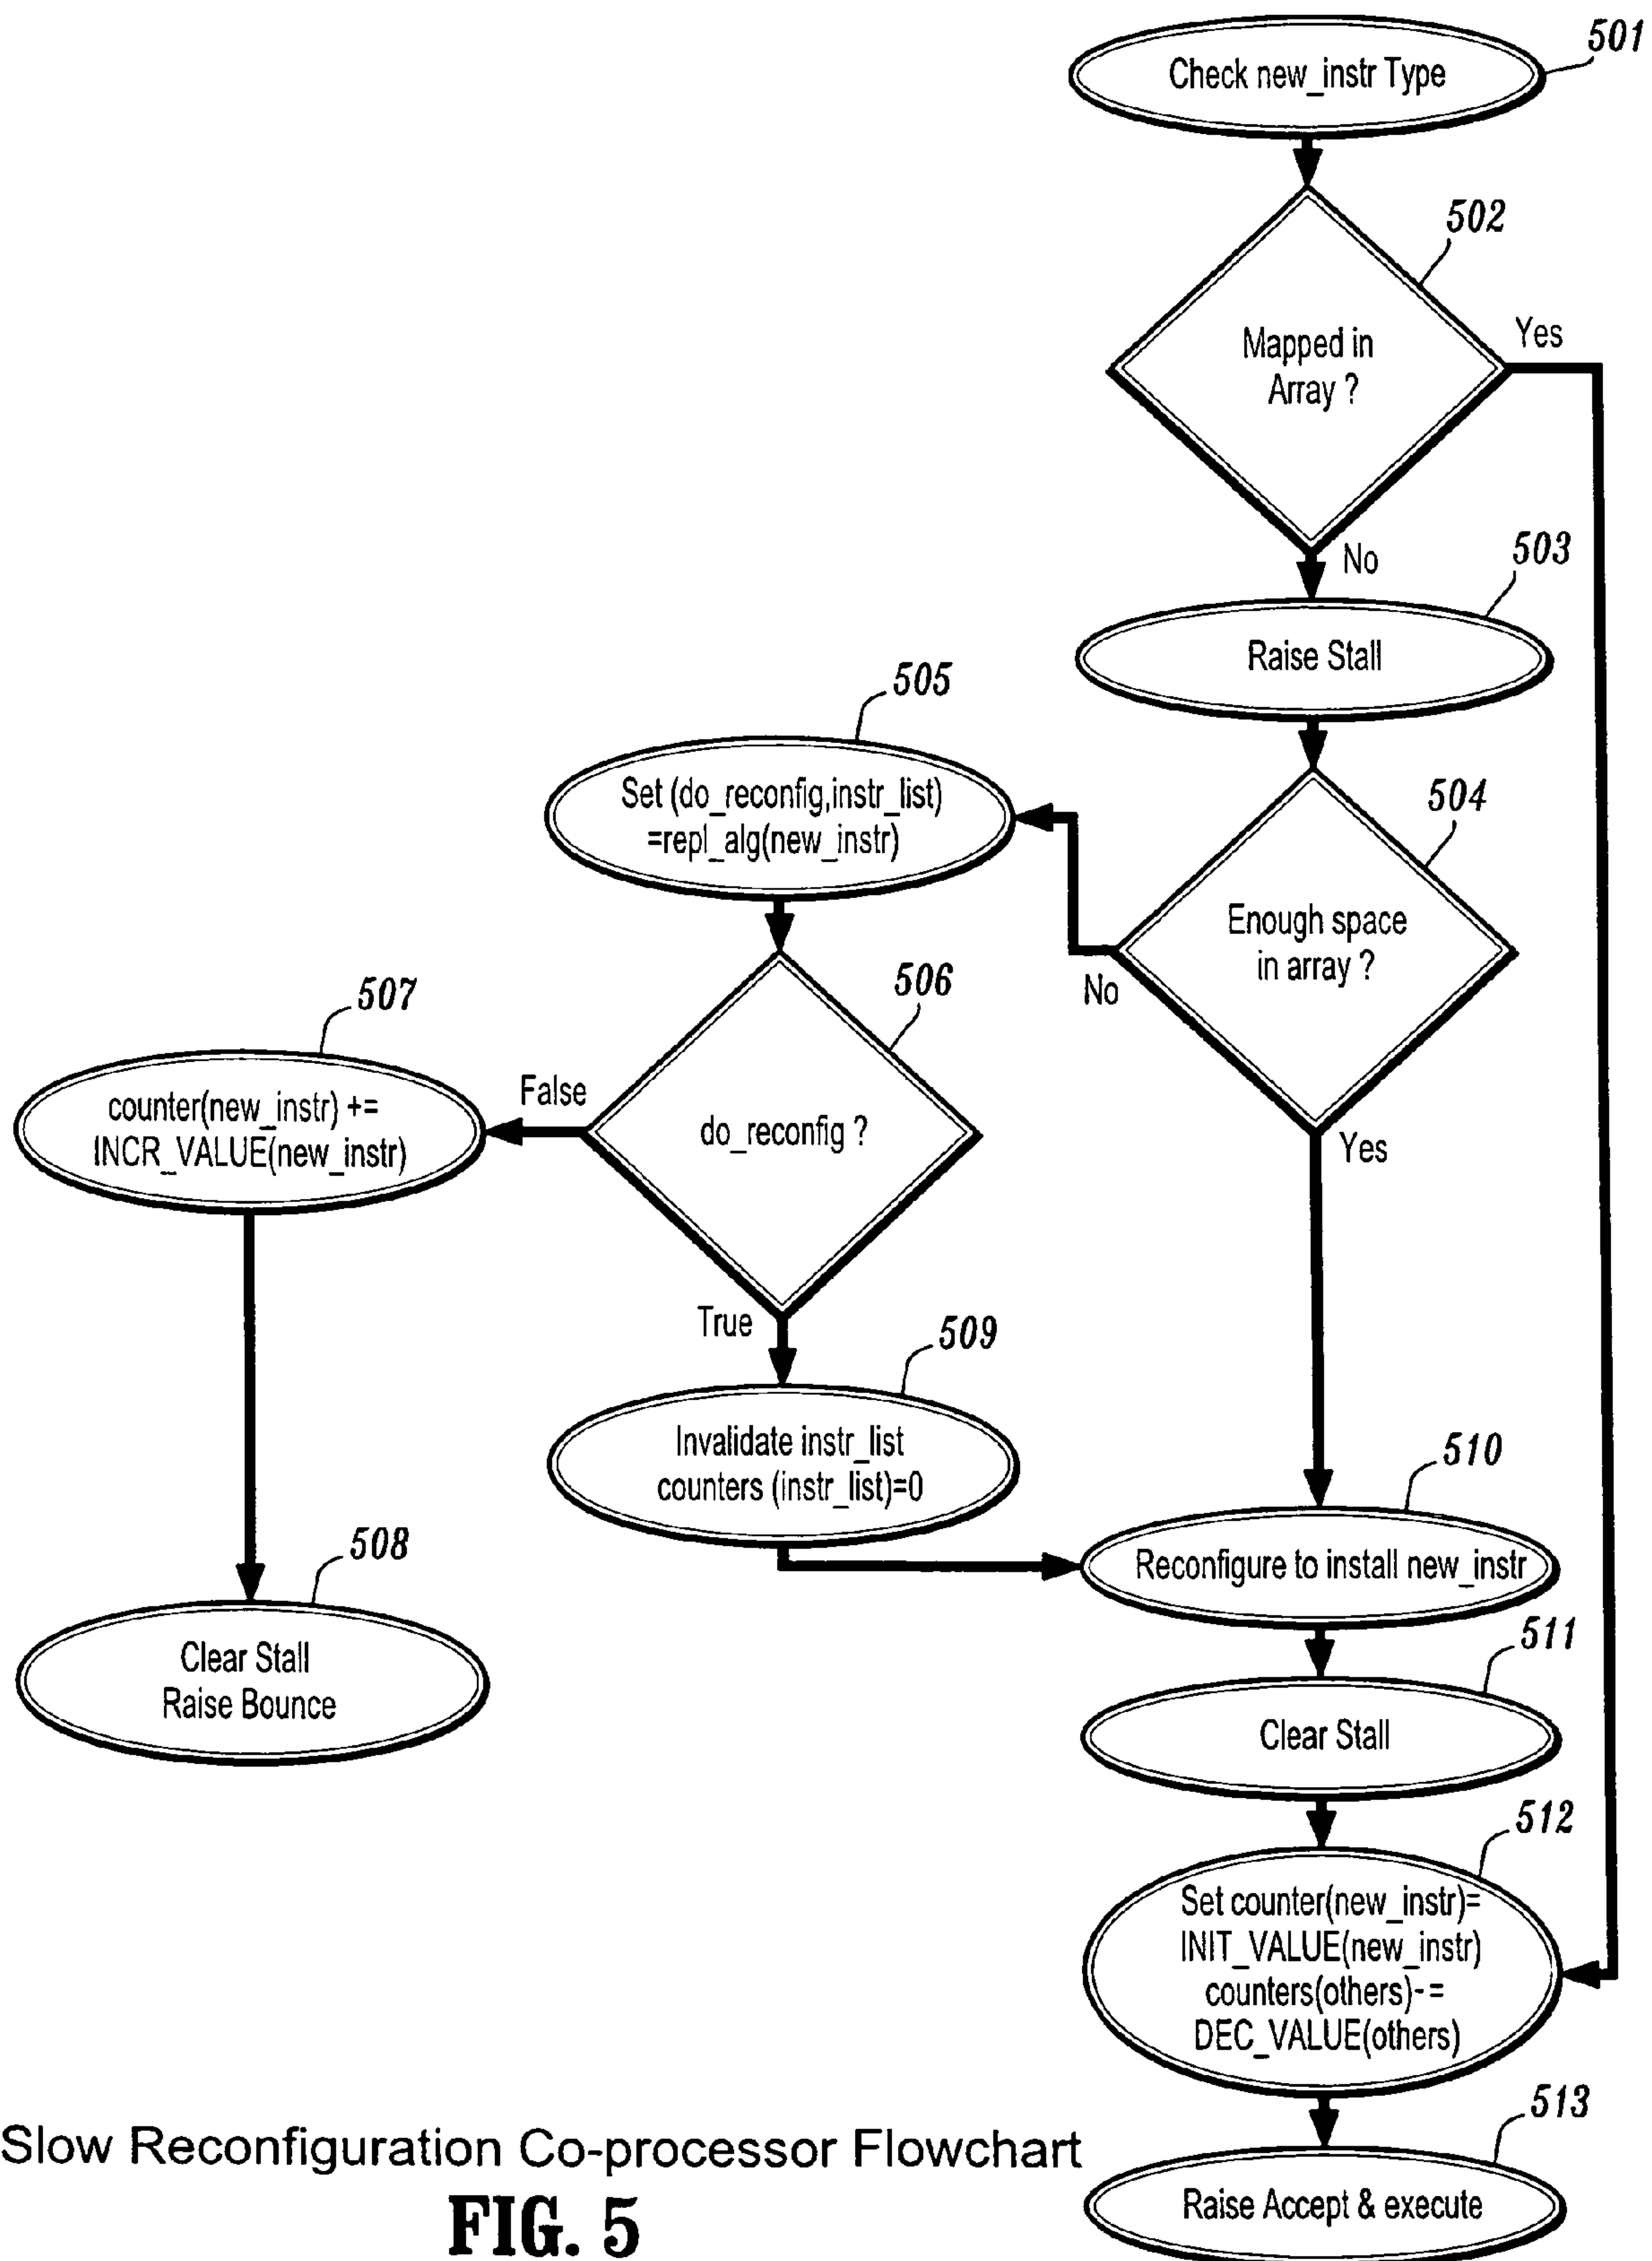 501
Check new_instr Type
502
Mapped in
Array ?
Yes
No
503
Raise Stall
505
Set (do_reconfig,instr_list)
=repl_alg(new_instr)
504
Enough space
in array ?
No
Yes
506
do_reconfig ?
False
True
507
counter(new_instr) +=
INCR_VALUE(new_instr)
508
Clear Stall
Raise Bounce
509
Invalidate instr_list
counters (instr_list)=0
510
Reconfigure to install new_instr
511
Clear Stall
512
Set counter(new_instr)=
INIT_VALUE(new_instr)
counters(others)- =
DEC_VALUE(others)
513
Raise Accept & execute
Slow Reconfiguration Co-processor Flowchart
FIG. 5